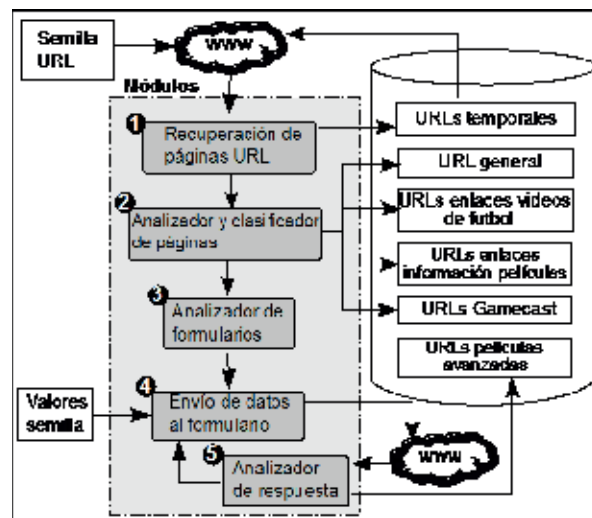 Semilla
URL
www
Módulos
1
Recuperación de
páginas URL
2
Analizador y clasificador
de páginas
3
Analizador de
formularios
4
Envío de datos
al formulario
5
Analizador
de respuesta
Valores
semilla
URLs temporales
URL general
URLs enlaces videos
de futbol
URLs enlaces
información películes
URLs Gamecast
URLs películas
avanzadas
www